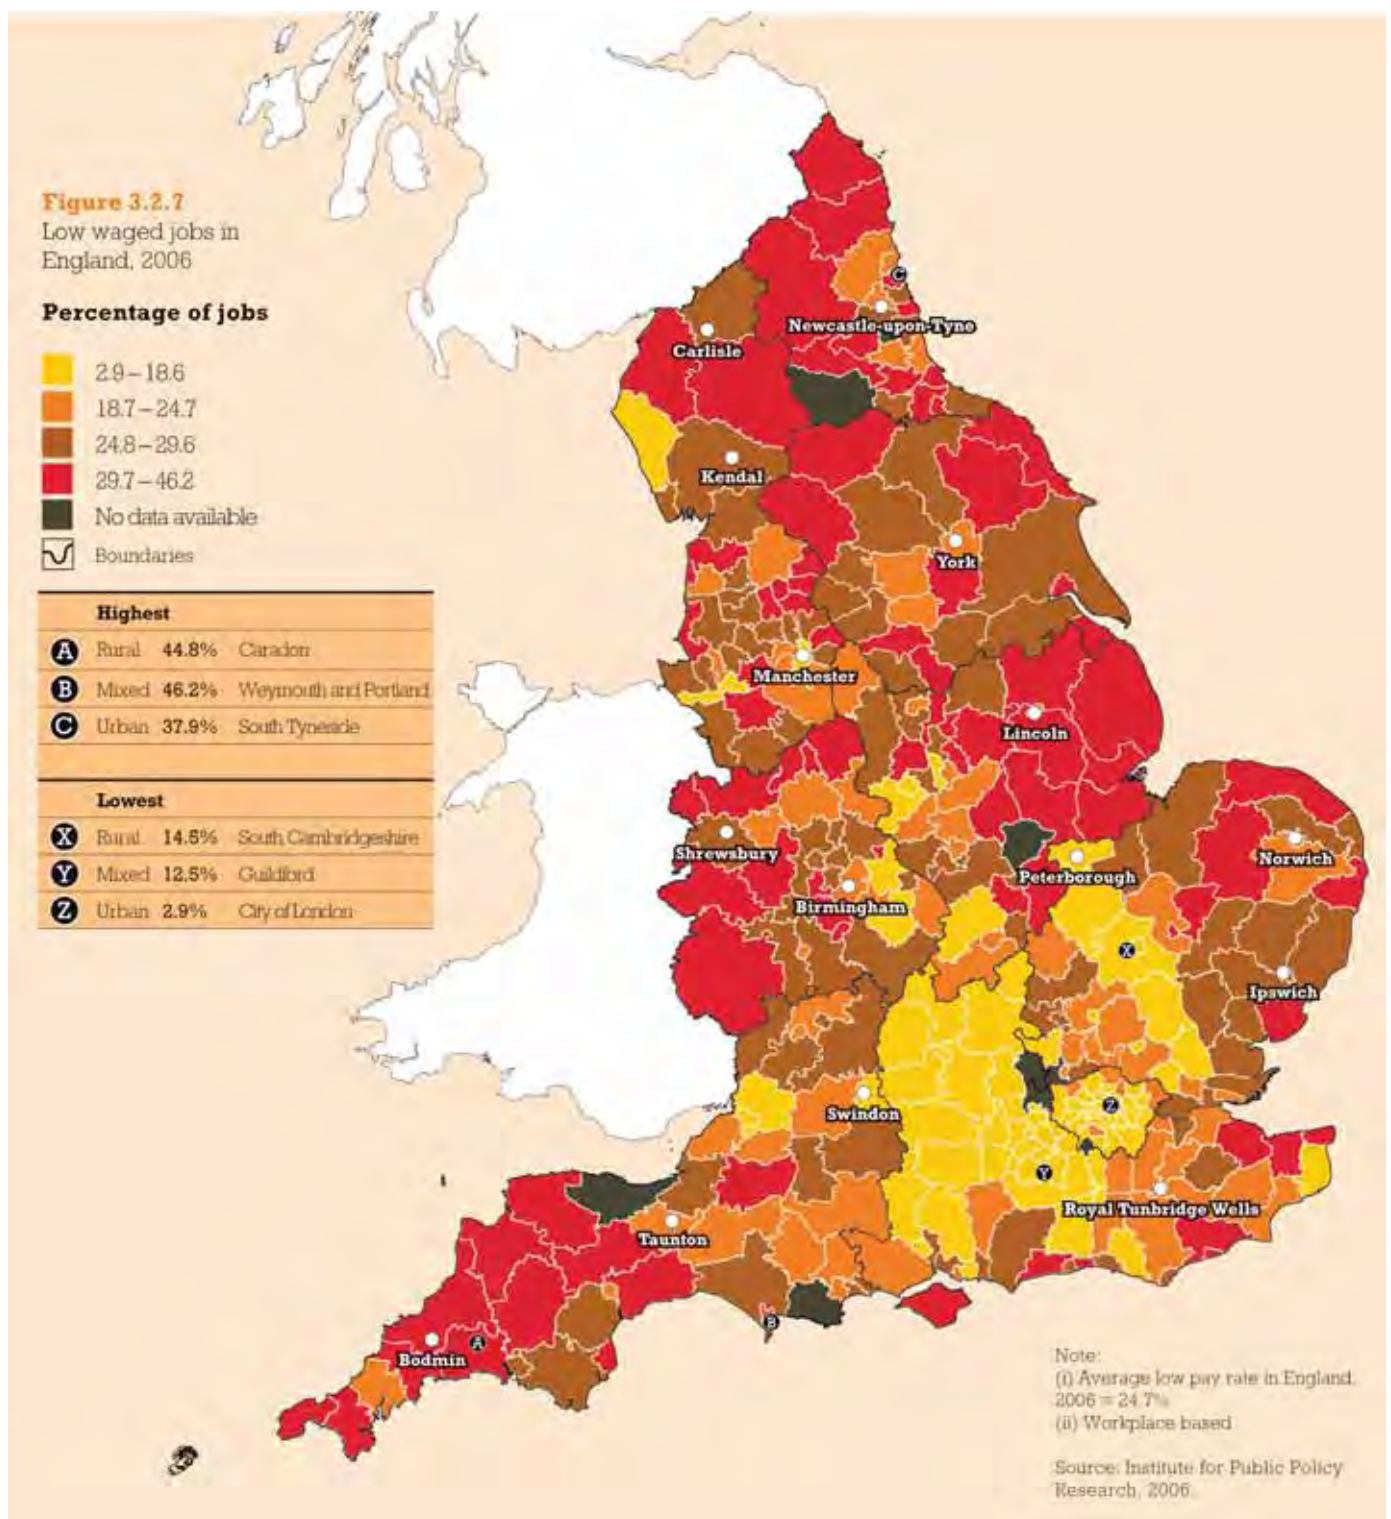 Figure 3.2.7
Low waged jobs in
England, 2006
Percentage of jobs
2.9 – 18.6
18.7 – 24.7
24.8 – 29.6
29.7 – 46.2
No data available
Boundaries
Highest
A Rural 44.8% Caradon
B Mixed 46.2% Weymouth and Portland
C Urban 37.9% South Tyneside
Lowest
X Rural 14.5% South Cambridgeshire
Y Mixed 12.5% Guildford
Z Urban 2.9% City of London
C
Newcastle-upon-Tyne
Carlisle
Kendal
York
Manchester
Lincoln
Shrewsbury
Norwich
Peterborough
Birmingham
X
Ipswich
Swindon
Z
Y
Royal Tunbridge Wells
Taunton
B
A
Bodmin
Note:
(i) Average low pay rate in England,
2006 = 24.7%
(ii) Workplace based
Source: Institute for Public Policy
Research, 2006.